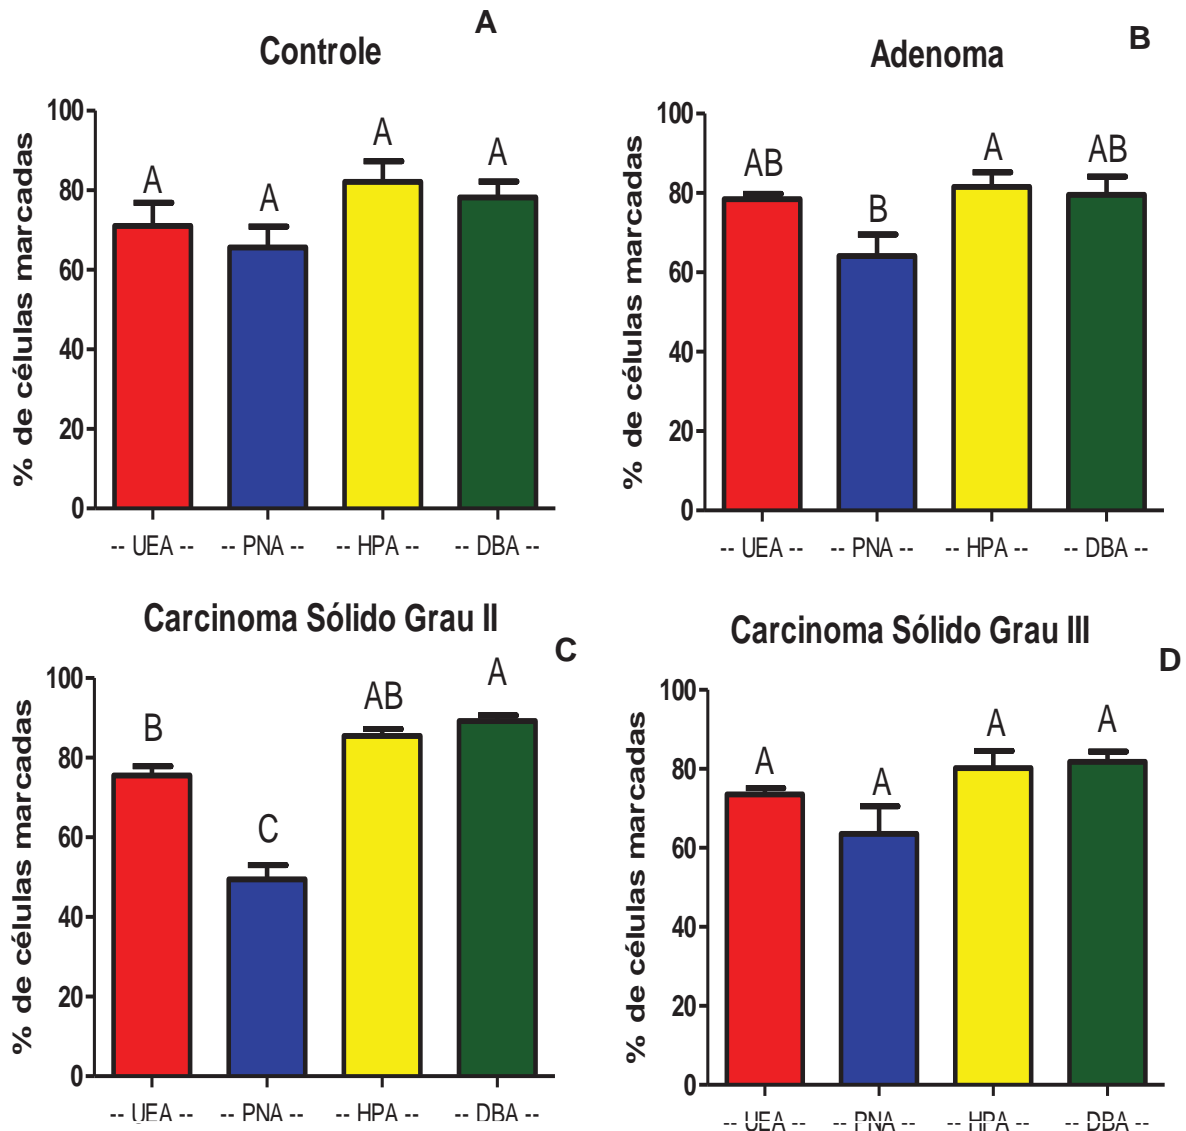 A
Controle
% de células marcadas
100
80
60
40
20
0
A
A
A
A
-- UEA -- -- PNA -- -- HPA -- -- DBA --
B
Adenoma
% de células marcadas
100
80
60
40
20
0
AB
B
A
AB
-- UEA -- -- PNA -- -- HPA -- -- DBA --
Carcinoma Sólido Grau II
C
% de células marcadas
100
80
60
40
20
0
B
C
AB
A
-- UEA -- -- PNA -- -- HPA -- -- DBA --
Carcinoma Sólido Grau III
D
% de células marcadas
100
80
60
40
20
0
A
A
A
A
-- UEA -- -- PNA -- -- HPA -- -- DBA --